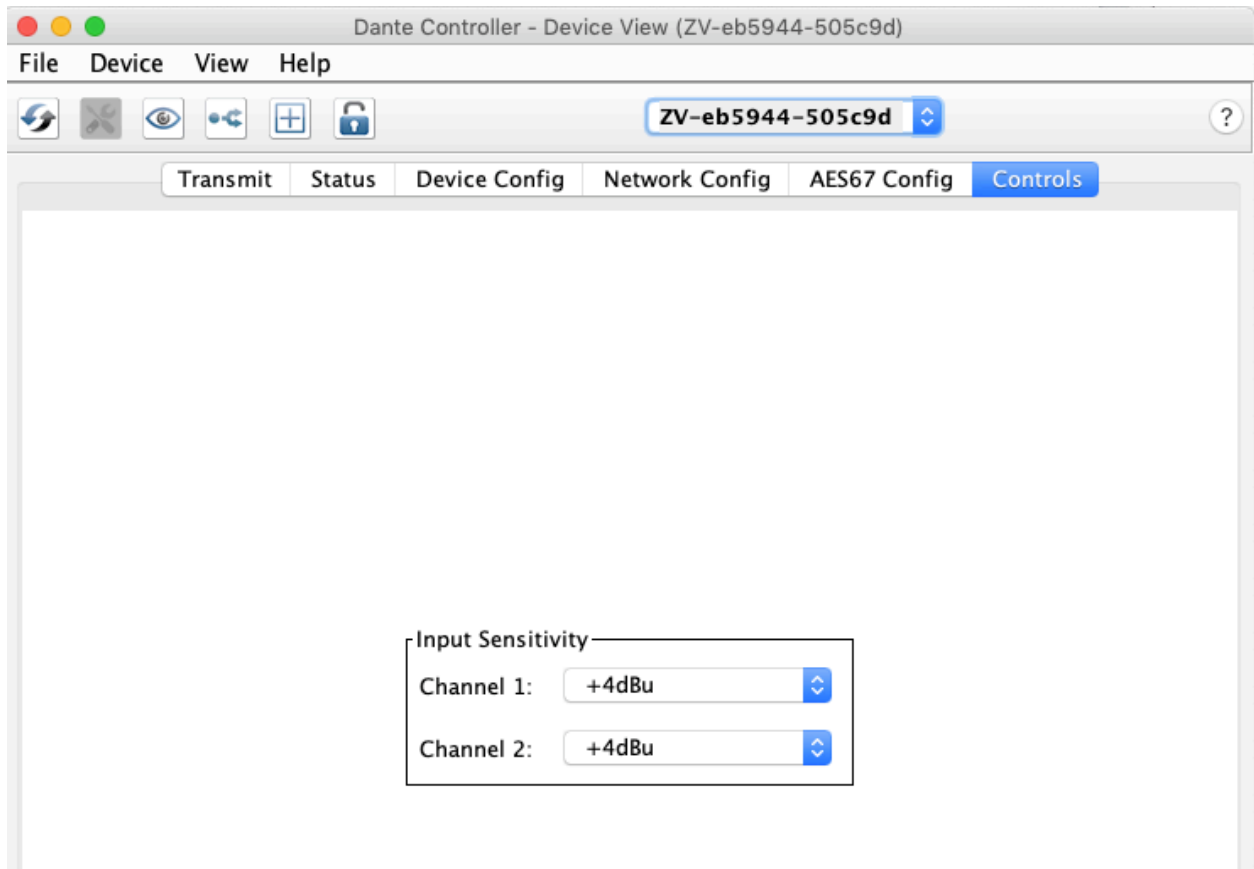 Dante Controller - Device View (ZV-eb5944-505c9d)
File Device View Help
ZV-eb5944-505c9d ?
Transmit Status Device Config Network Config AES67 Config Controls
Input Sensitivity
Channel 1: +4dBu
Channel 2: +4dBu